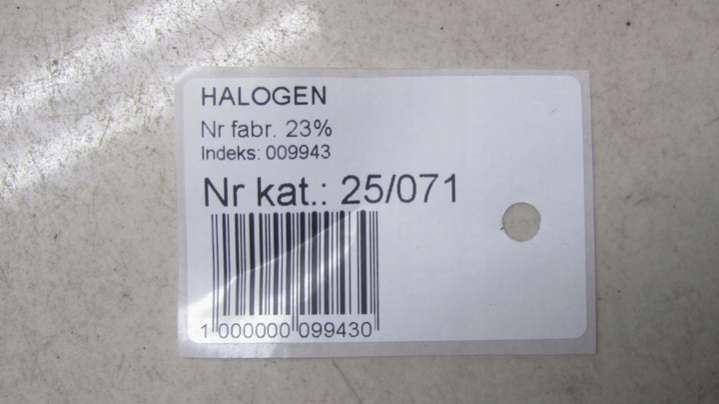 HALOGEN
Nr fabr. 23%
Indeks: 009943
Nr kat.: 25/071
1 000000 099430